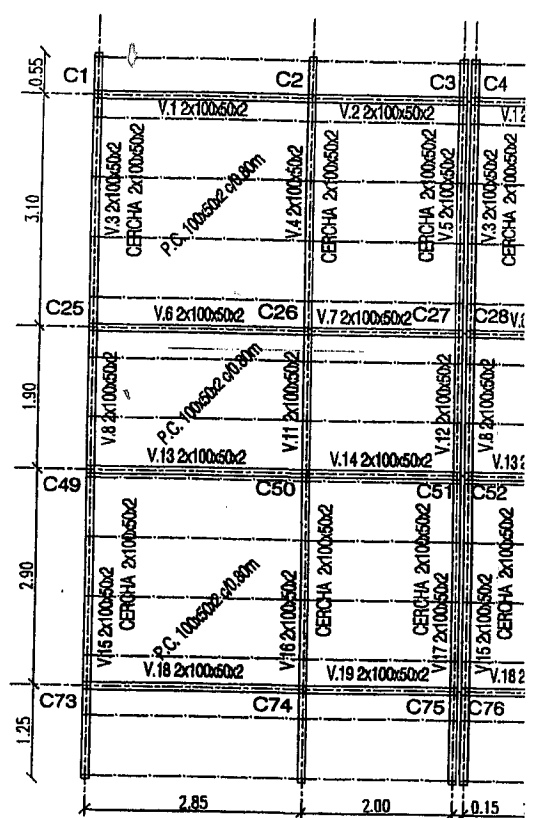 0.55
C1
C2
C3
C4
V.1 2x100x50x2
V.2 2x100x50x2
3.10
V.3 2x100x50x2
CERCHA 2x100x50x2
P.C. 100x50x2 c/0.80m
V.4 2x100x50x2
CERCHA 2x100x50x2
CERCHA 2x100x50x2
V.5 2x100x50x2
V.3 2x100x50x2
CERCHA 2x100x50x2
C25
V.6 2x100x50x2
C26
V.7 2x100x50x2
C27
C28
1.90
V.8 2x100x50x2
P.C. 100x50x2 c/0.80m
V.11 2x100x50x2
V.12 2x100x50x2
V.8 2x100x50x2
V.13 2x100x50x2
V.14 2x100x50x2
V.13 2
C49
C50
C51
C52
2.90
V.15 2x100x50x2
CERCHA 2x100x50x2
P.C. 100x50x2 c/0.80m
V.16 2x100x50x2
CERCHA 2x100x50x2
CERCHA 2x100x50x2
V.17 2x100x50x2
V.15 2x100x50x2
CERCHA 2x100x50x2
V.18 2x100x50x2
V.19 2x100x50x2
V.18 2
C73
C74
C75
C76
1.25
2.85
2.00
0.15